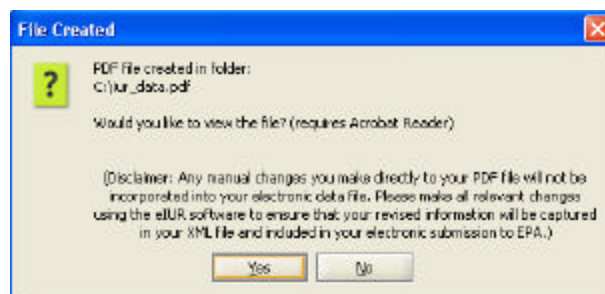 File Created
?
PDF file created in folder:
C:\iur_data.pdf
Would you like to view the file? (requires Acrobat Reader)
(Disclaimer: Any manual changes you make directly to your PDF file will not be
incorporated into your electronic data file. Please make all relevant changes
using the eIUR software to ensure that your revised information will be captured
in your XML file and included in your electronic submission to EPA.)
Yes
No